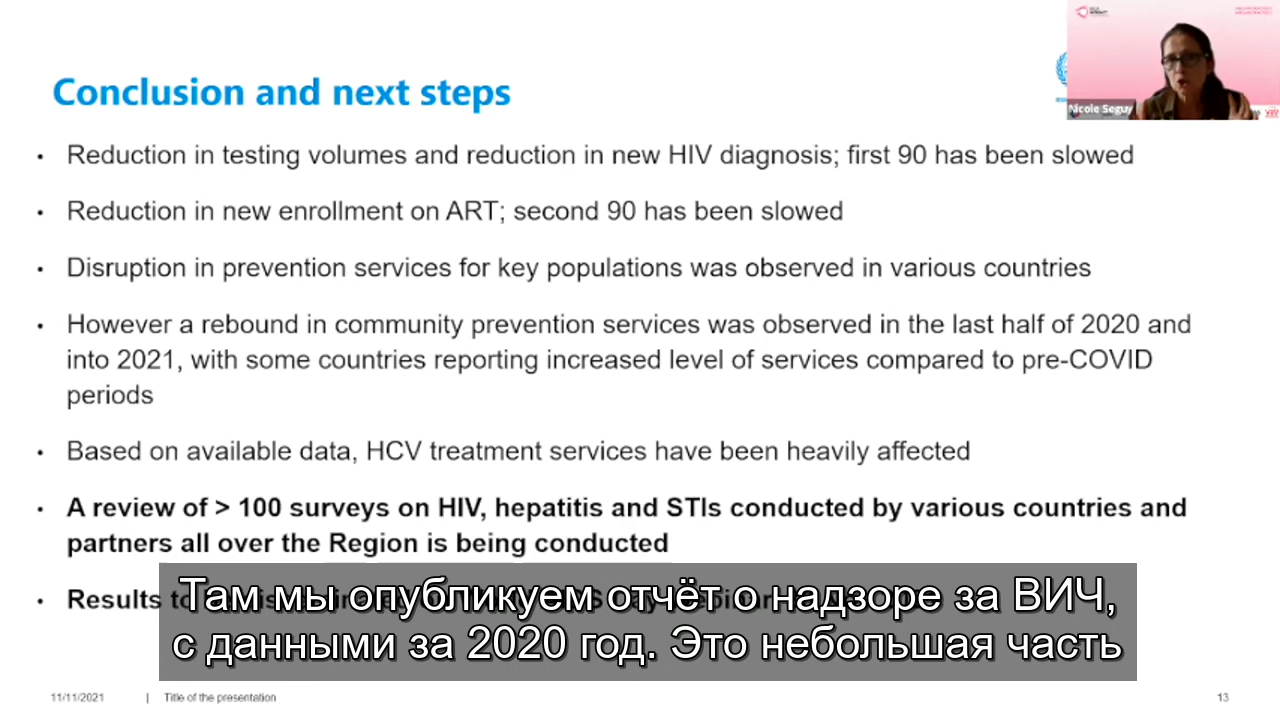 Conclusion and next steps
Nicole Seguy
• Reduction in testing volumes and reduction in new HIV diagnosis; first 90 has been slowed
• Reduction in new enrollment on ART; second 90 has been slowed
• Disruption in prevention services for key populations was observed in various countries
• However a rebound in community prevention services was observed in the last half of 2020 and
into 2021, with some countries reporting increased level of services compared to pre-COVID
periods
• Based on available data, HCV treatment services have been heavily affected
• A review of > 100 surveys on HIV, hepatitis and STIs conducted by various countries and
partners all over the Region is being conducted
• Results
Там мы опубликуем отчёт о надзоре за ВИЧ,
с данными за 2020 год. Это небольшая часть
11/11/2021 | Title of the presentation 13